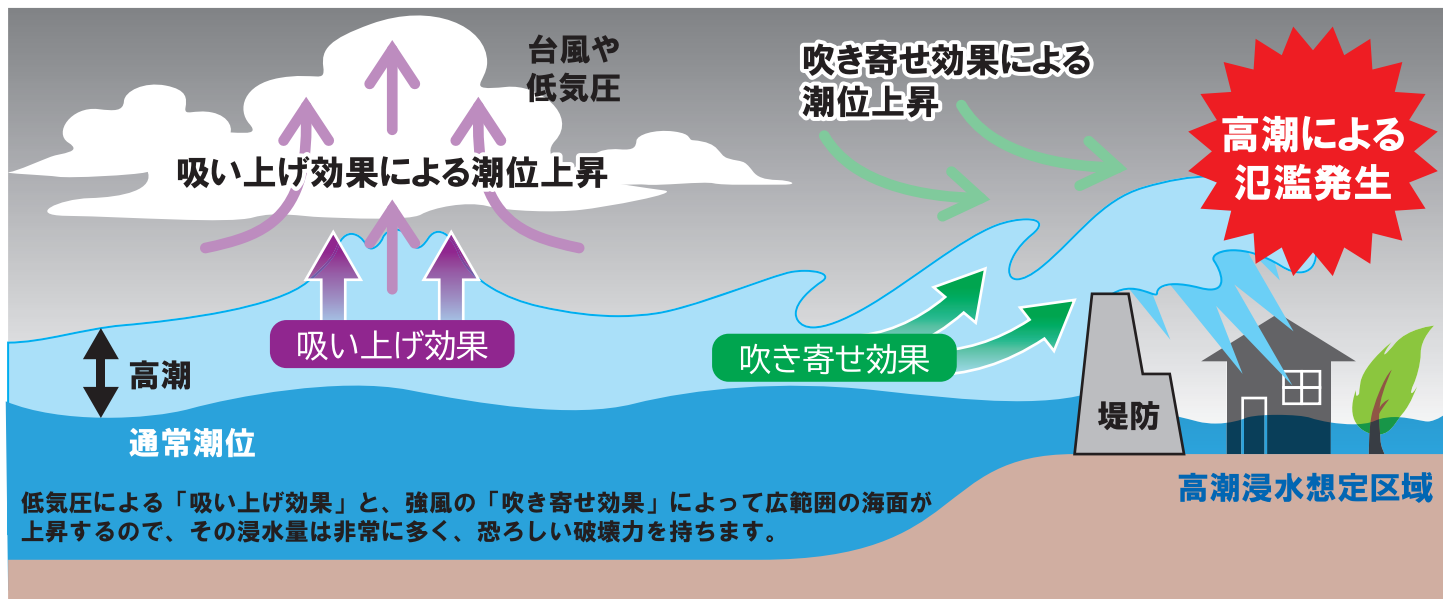 台風や
低気圧
吹き寄せ効果による
潮位上昇
高潮による
氾濫発生
吸い上げ効果による潮位上昇
吸い上げ効果
吹き寄せ効果
高潮
堤防
通常潮位
高潮浸水想定区域
低気圧による「吸い上げ効果」と、強風の「吹き寄せ効果」によって広範囲の海面が
上昇するので、その浸水量は非常に多く、恐ろしい破壊力を持ちます。